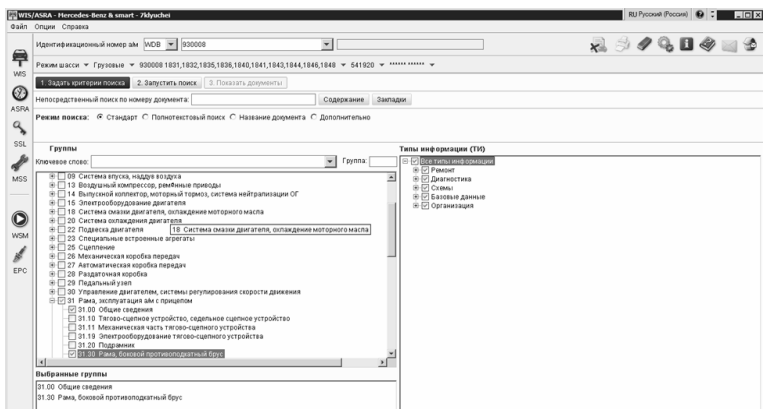 WIS/ASRA - Mercedes-Benz & smart - 7klyuchei
RU Русский (Россия)
Файл Опции Справка
Идентификационный номер а/м WDB 930008
Режим шасси Грузовые 930008 1831,1832,1835,1836,1840,1841,1843,1844,1846,1848 541920 ****** ******
WIS
ASRA
SSL
MSS
WSM
EPC
1. Задать критерии поиска 2. Запустить поиск 3. Показать документы
Непосредственный поиск по номеру документа: Содержание Закладки
Режим поиска: Стандарт Полнотекстовый поиск Название документа Дополнительно
Группы
Ключевое слово: Группа:
09 Система впуска, наддув воздуха
13 Воздушный компрессор, ремённые приводы
14 Выпускной коллектор, моторный тормоз, система нейтрализации ОГ
15 Электрооборудование двигателя
18 Система смазки двигателя, охлаждение моторного масла
20 Система охлаждения двигателя
22 Подвеска двигателя
18 Система смазки двигателя, охлаждение моторного масла
23 Специальные встроенные агрегаты
25 Сцепление
26 Механическая коробка передач
27 Автоматическая коробка передач
28 Раздаточная коробка
29 Педальный узел
30 Управление двигателем, системы регулирования скорости движения
31 Рама, эксплуатация а/м с прицепом
31.00 Общие сведения
31.10 Тягово-сцепное устройство, седельное сцепное устройство
31.11 Механическая часть тягово-сцепного устройства
31.19 Электрооборудование тягово-сцепного устройства
31.20 Подрамник
31.30 Рама, боковой противоподкатный брус
Выбранные группы
31.00 Общие сведения
31.30 Рама, боковой противоподкатный брус
Типы информации (ТИ)
Все типы информации
Ремонт
Диагностика
Схемы
Базовые данные
Организация